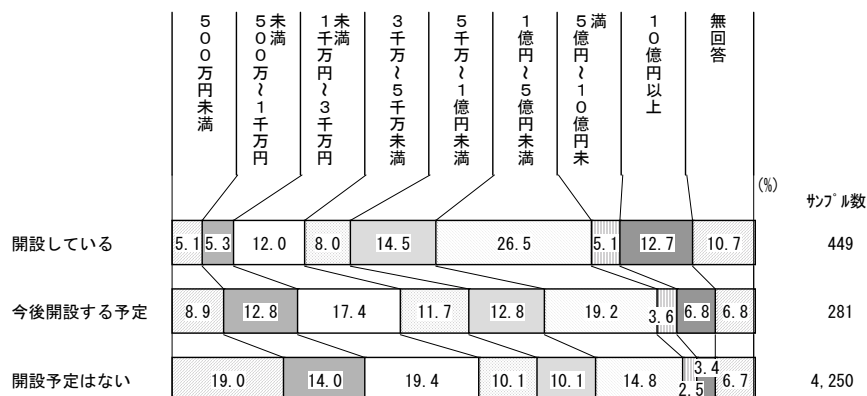 500万円未満
500万~1千万円
未満
1千万円~3千万円
未満
3千万~5千万未満
5千万~1億円未満
1億円~5億円未満
5億円~10億円未
満
10億円以上
無回答
(%)
ｻﾝﾌﾟﾙ数
開設している 5.1 5.3 12.0 8.0 14.5 26.5 5.1 12.7 10.7 449
今後開設する予定 8.9 12.8 17.4 11.7 12.8 19.2 3.6 6.8 6.8 281
開設予定はない 19.0 14.0 19.4 10.1 10.1 14.8 2.5 3.4 6.7 4,250